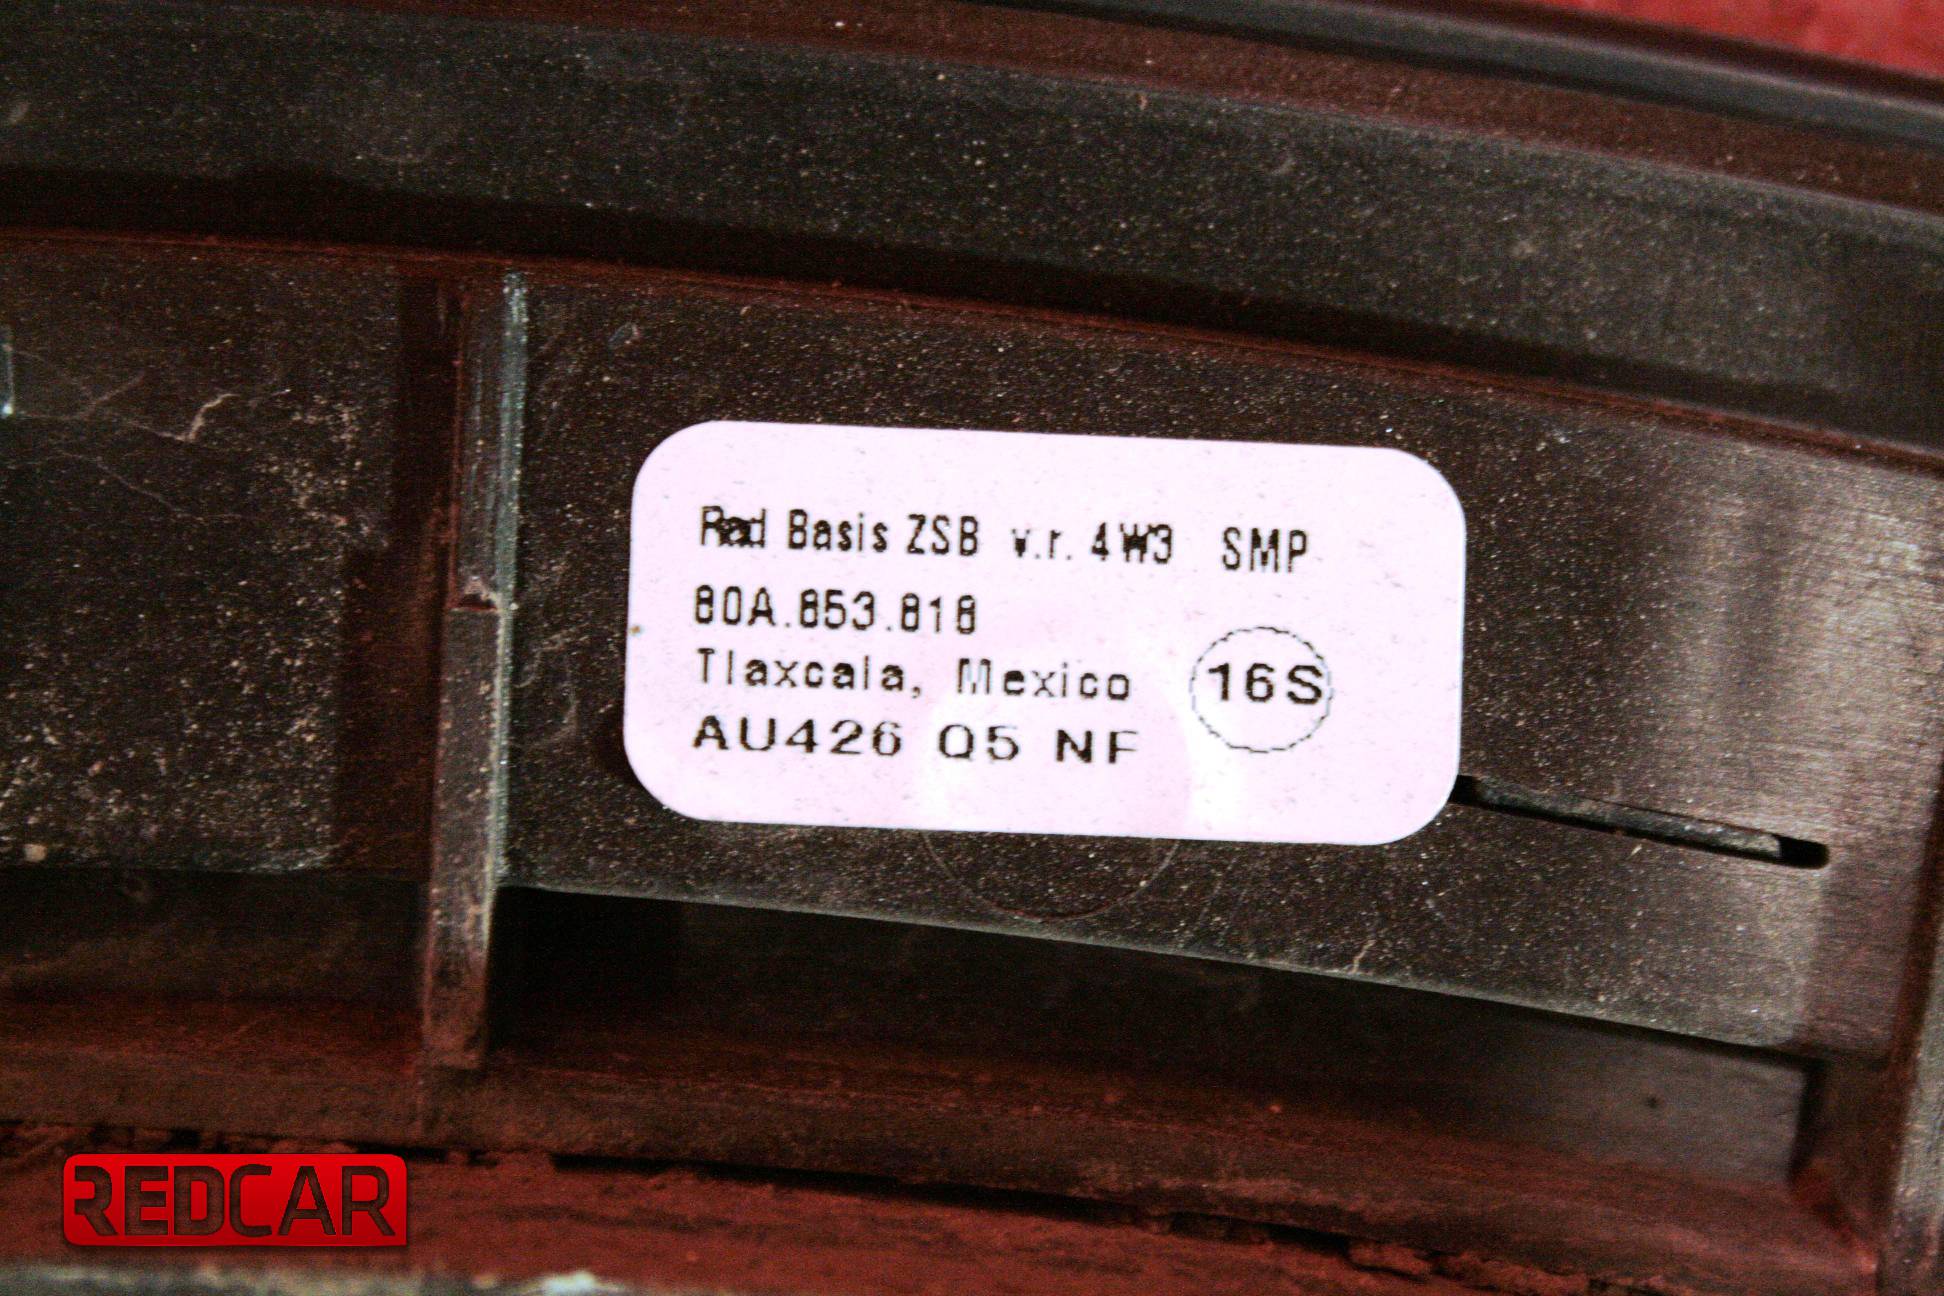 Rad Basis ZSB v.r. 4W3 SMP
80A.853.818
Tlaxcala, Mexico 16S
AU426 Q5 NF
REDCAR